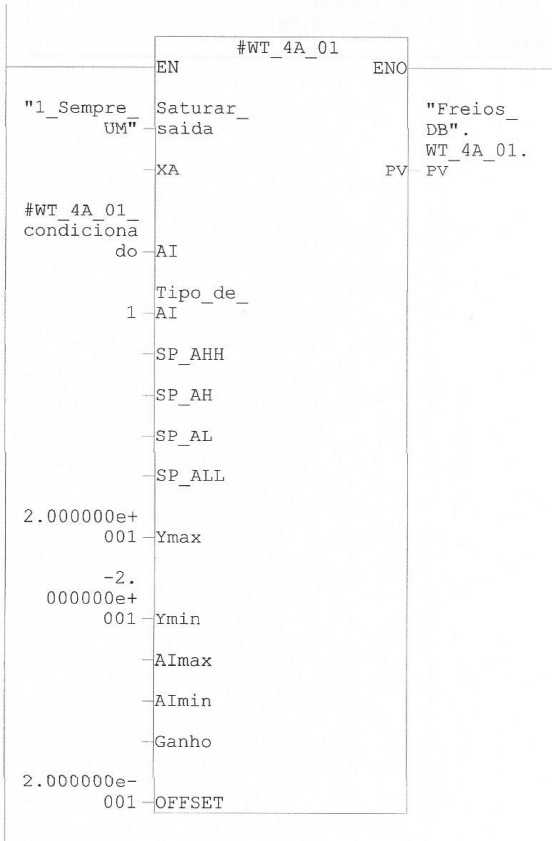 #WT_4A_01
EN ENO
"1_Sempre_ Saturar_ "Freios_
UM" saida DB".
WT_4A_01.
XA PV PV
#WT_4A_01_
condiciona
do AI
Tipo_de_
1 AI
SP_AHH
SP_AH
SP_AL
SP_ALL
2.000000e+
001 Ymax
-2.
000000e+
001 Ymin
AImax
AImin
Ganho
2.000000e-
001 OFFSET